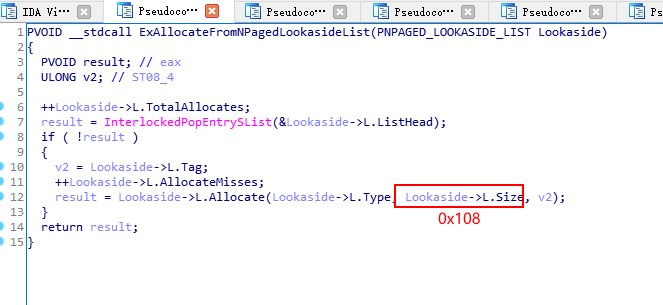 IDA Vi…
Pseudoco…
Pseudoco…
Pseudoco…
Pseudoco…
Pseudoco…
1 PVOID __stdcall ExAllocateFromNPagedLookasideList(PNPAGED_LOOKASIDE_LIST Lookaside)
2 {
3 PVOID result; // eax
4 ULONG v2; // ST08_4
5
6 ++Lookaside->L.TotalAllocates;
7 result = InterlockedPopEntrySList(&Lookaside->L.ListHead);
8 if ( !result )
9 {
10 v2 = Lookaside->L.Tag;
11 ++Lookaside->L.AllocateMisses;
12 result = Lookaside->L.Allocate(Lookaside->L.Type, Lookaside->L.Size, v2);
13 }
0x108
14 return result;
15 }